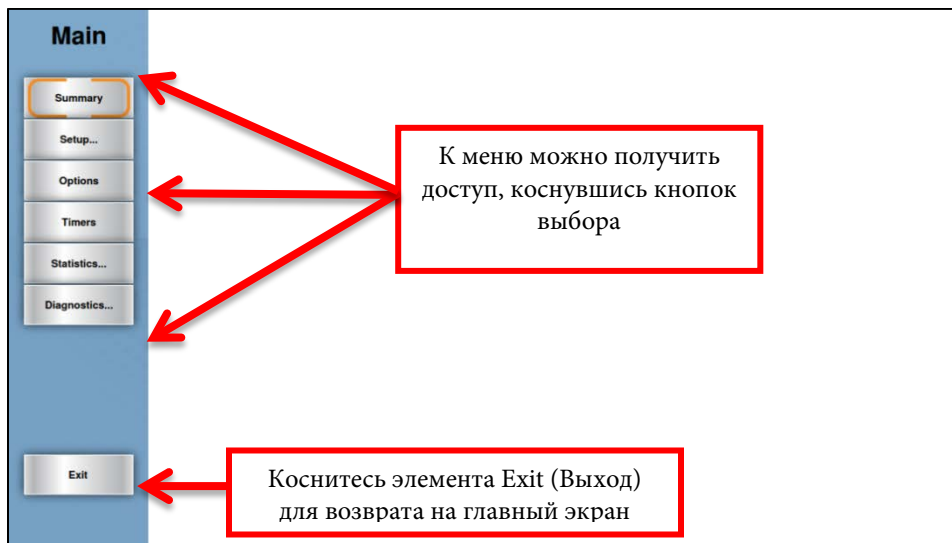 Main
Summary
Setup...
Options
Timers
Statistics...
Diagnostics...
Exit
К меню можно получить
доступ, коснувшись кнопок
выбора
Коснитесь элемента Exit (Выход)
для возврата на главный экран